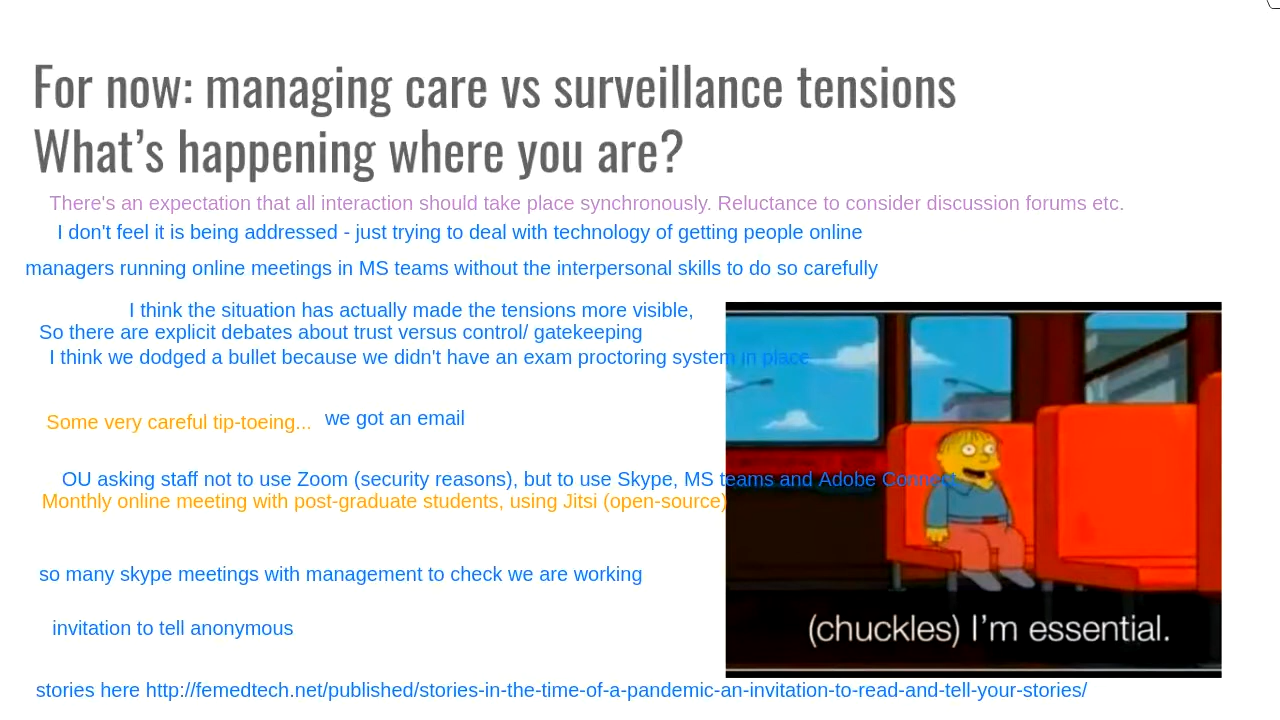 For now: managing care vs surveillance tensions
What’s happening where you are?
There's an expectation that all interaction should take place synchronously. Reluctance to consider discussion forums etc.
I don't feel it is being addressed - just trying to deal with technology of getting people online
managers running online meetings in MS teams without the interpersonal skills to do so carefully
I think the situation has actually made the tensions more visible,
So there are explicit debates about trust versus control/ gatekeeping
I think we dodged a bullet because we didn't have an exam proctoring system in place
Some very careful tip-toeing...
we got an email
OU asking staff not to use Zoom (security reasons), but to use Skype, MS teams and Adobe Connect
Monthly online meeting with post-graduate students, using Jitsi (open-source)
so many skype meetings with management to check we are working
(chuckles) I’m essential.
invitation to tell anonymous
stories here http://femedtech.net/published/stories-in-the-time-of-a-pandemic-an-invitation-to-read-and-tell-your-stories/